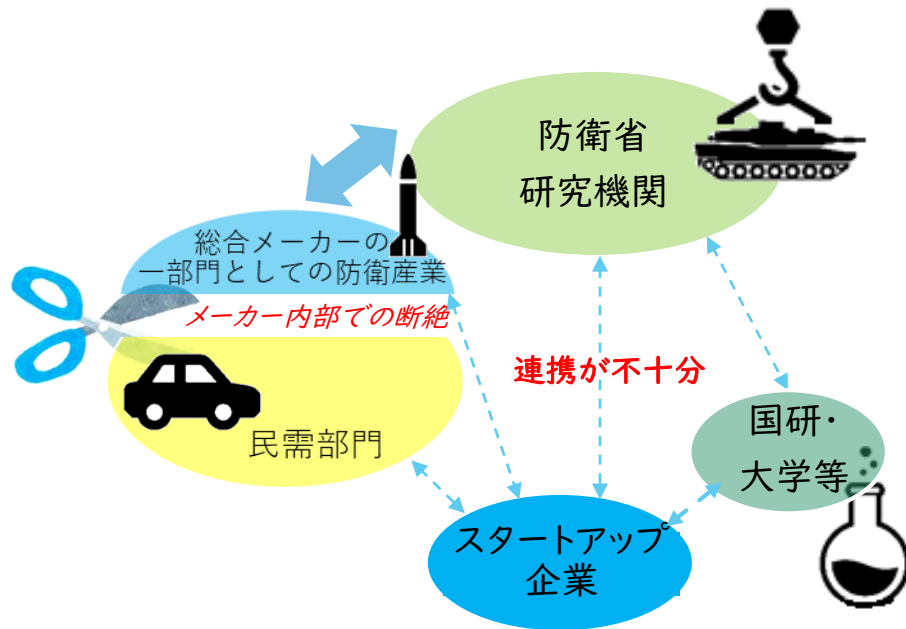 防衛省
研究機関
総合メーカーの
一部門としての防衛産業
メーカー内部での断絶
連携が不十分
民需部門
国研・
大学等
スタートアップ
企業